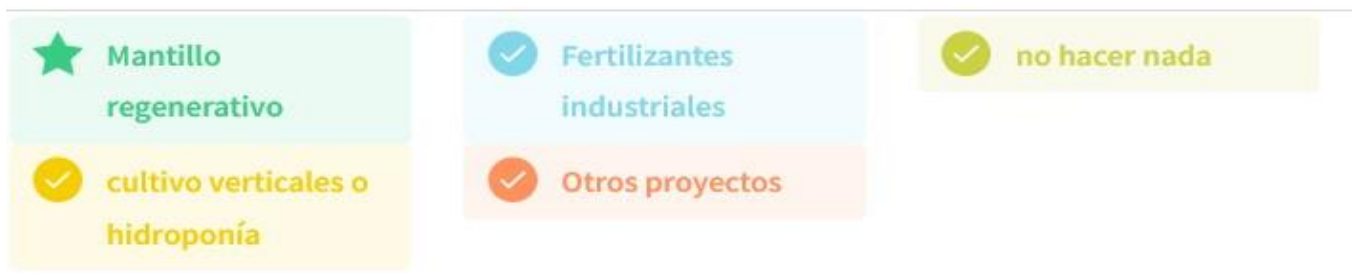 Mantillo
regenerativo
Fertilizantes
industriales
no hacer nada
cultivo verticales o
hidroponía
Otros proyectos